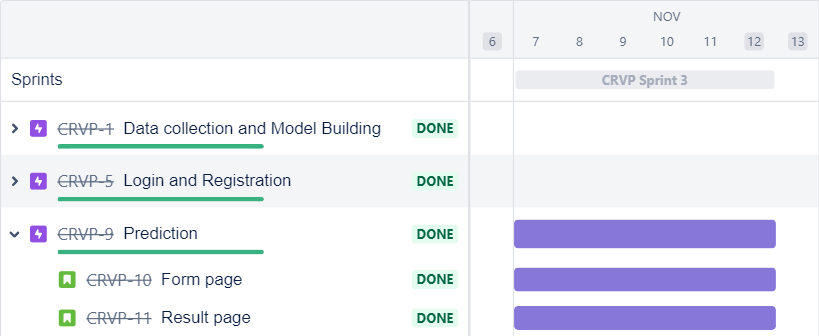 NOV
6 7 8 9 10 11 12 13
Sprints CRVP Sprint 3
CRVP-1 Data collection and Model Building DONE
CRVP-5 Login and Registration DONE
CRVP-9 Prediction DONE
CRVP-10 Form page DONE
CRVP-11 Result page DONE